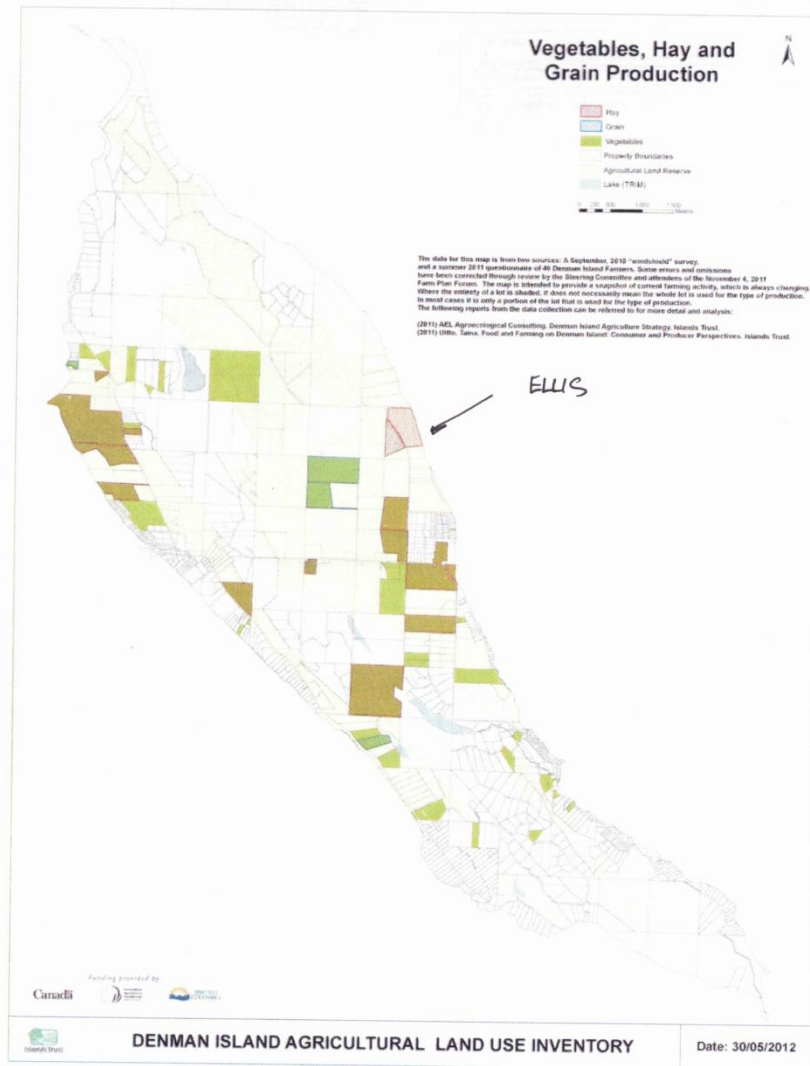 Vegetables, Hay and
Grain Production
N
Hay
Grain
Vegetables
Property Boundaries
Agricultural Land Reserve
Lake (TRIM)
Meters
The data for this map is from two sources: A September, 2010 "windshield" survey,
and a summer 2011 questionnaire of 40 Denman Island Farmers. Some errors and omissions
have been corrected through review by the Steering Committee and attendees of the November 4, 2011
Farm Plan Forum. The map is intended to provide a snapshot of current farming activity, which is always changing.
Where the entirety of a lot is shaded, it does not necessarily mean the whole lot is used for the type of production.
In most cases it is only a portion of the lot that is used for the type of production.
The following reports from the data collection can be referred to for more detail and analysis:
(2011) AEL Agroecological Consulting. Denman Island Agriculture Strategy. Islands Trust.
(2011) Uitto, Taina. Food and Farming on Denman Island: Consumer and Producer Perspectives. Islands Trust.
ELLIS
Funding provided by
Canada
BRITISH
COLUMBIA
Islands Trust
DENMAN ISLAND AGRICULTURAL LAND USE INVENTORY
Date: 30/05/2012